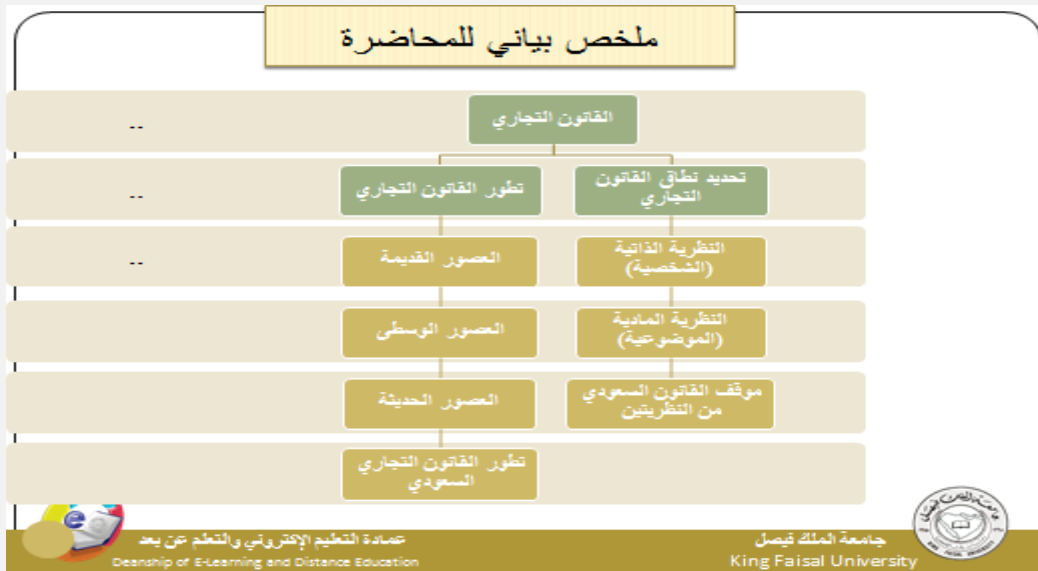 ملخص بياني للمحاضرة
القانون التجاري
--
تحديد نطاق القانون
التجاري
تطور القانون التجاري
--
النظرية الذاتية
(الشخصية)
العصور القديمة
--
النظرية المادية
(الموضوعية)
العصور الوسطى
موقف القانون السعودي
من النظريتين
العصور الحديثة
تطور القانون التجاري
السعودي
جامعة الملك فيصل
King Faisal University
عمادة التعليم الإكتروني والتعلم عن بعد
Deanship of E-Learning and Distance Education